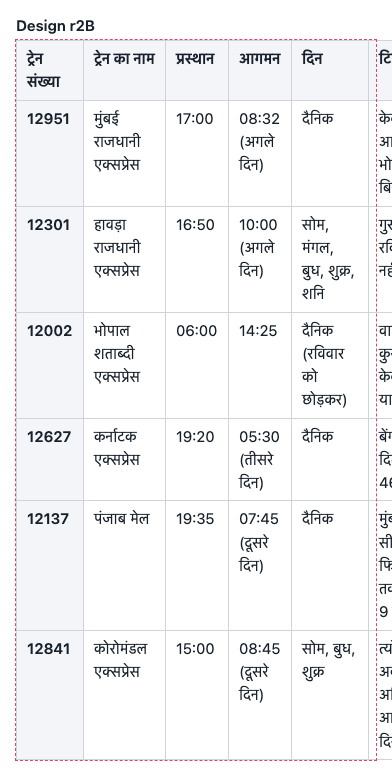 Design r2B
ट्रेन संख्या ट्रेन का नाम प्रस्थान आगमन दिन
12951 मुंबई राजधानी एक्सप्रेस 17:00 08:32 (अगले दिन) दैनिक
12301 हावड़ा राजधानी एक्सप्रेस 16:50 10:00 (अगले दिन) सोम, मंगल, बुध, शुक्र, शनि
12002 भोपाल शताब्दी एक्सप्रेस 06:00 14:25 दैनिक (रविवार को छोड़कर)
12627 कर्नाटक एक्सप्रेस 19:20 05:30 (तीसरे दिन) दैनिक
12137 पंजाब मेल 19:35 07:45 (दूसरे दिन) दैनिक
12841 कोरोमंडल एक्सप्रेस 15:00 08:45 (दूसरे दिन) सोम, बुध, शुक्र